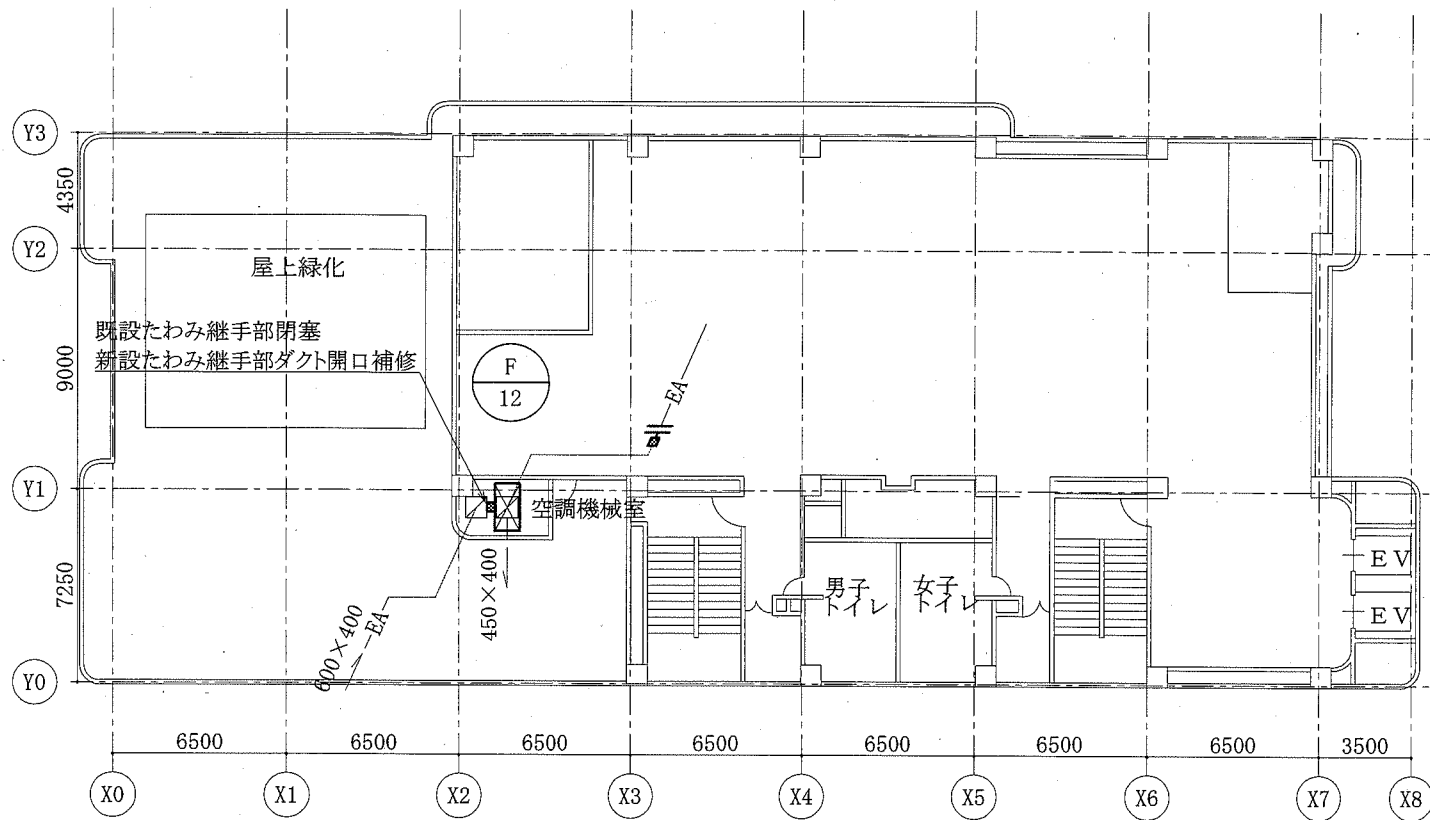 Y3
4350
Y2
屋上緑化
既設たわみ継手部閉塞
新設たわみ継手部ダクト開口補修
F
12
EA
9000
Y1
空調機械室
7250
450×400
600×400
EA
男子
トイレ
女子
トイレ
EV
EV
Y0
6500
6500
6500
6500
6500
6500
6500
3500
X0
X1
X2
X3
X4
X5
X6
X7
X8